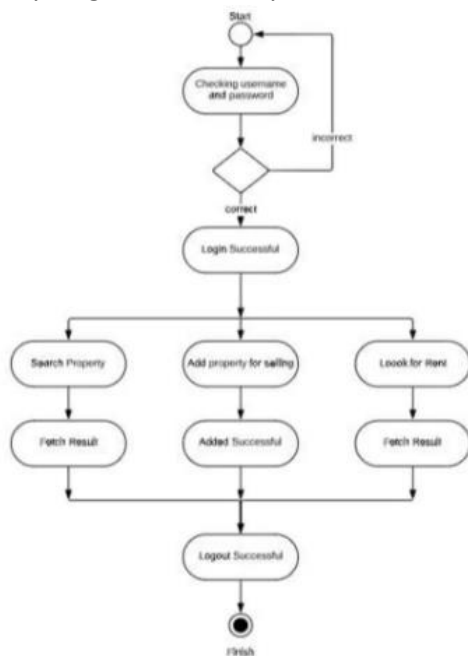 Start
Checking username
and password
incorrect
correct
Login Successful
Search Property
Add property for selling
Loook for Rent
Fetch Result
Added Successful
Fetch Result
Logout Successful
Finish